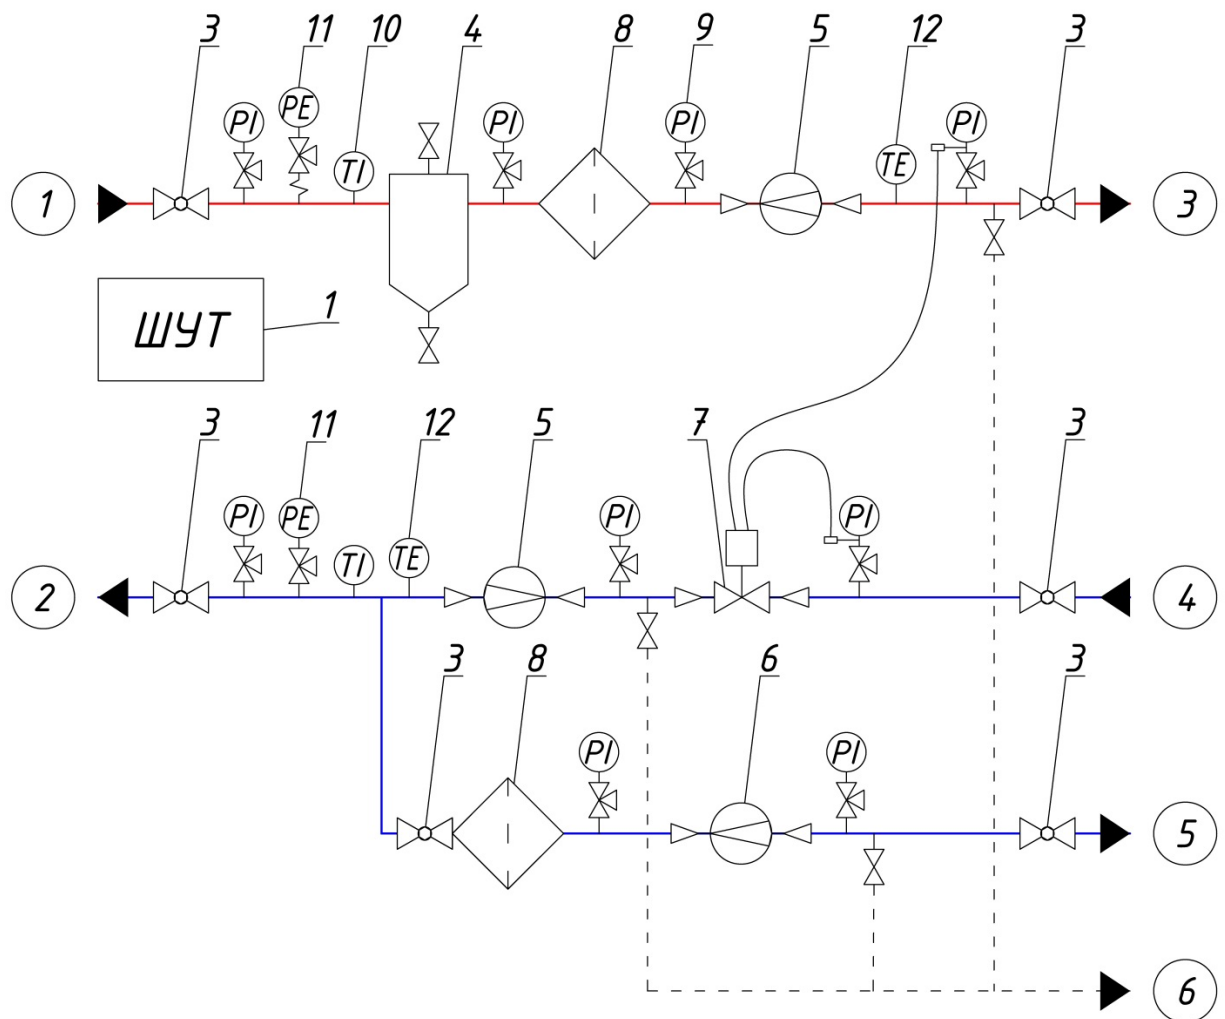 3 11 10 4 8 9 5 12 3
PI PE TI PI PI TE PI
1 3
ШУТ 1
3 11 12 5 7 3
PI PE TI TE PI PI
2 4
3 8 6 3
PI PI
5
6